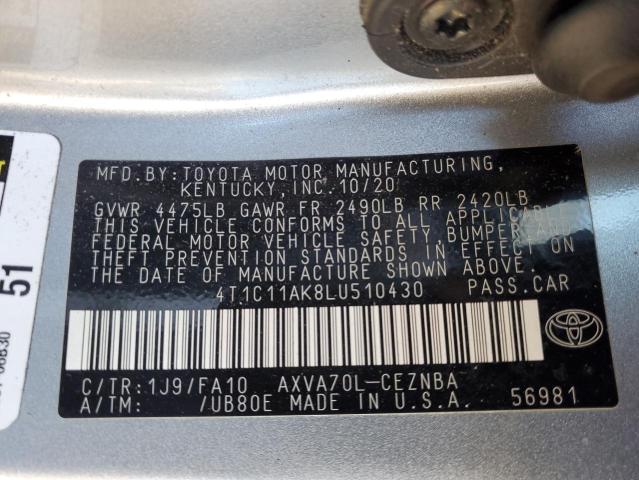 MFD.BY:TOYOTA MOTOR MANUFACTURING,
KENTUCKY, INC.10/20
GVWR 4475LB GAWR FR 2490LB RR 2420LB
THIS VEHICLE CONFORMS TO ALL APPLICABLE
FEDERAL MOTOR VEHICLE SAFETY,BUMPER,AND
THEFT PREVENTION STANDARDS IN EFFECT ON
THE DATE OF MANUFACTURE SHOWN ABOVE.
4T1C11AK8LU510430 PASS.CAR
C/TR:1J9/FA10 AXVA70L-CEZNBA
A/TM: /UB80E MADE IN U.S.A. 56981
51
06B30